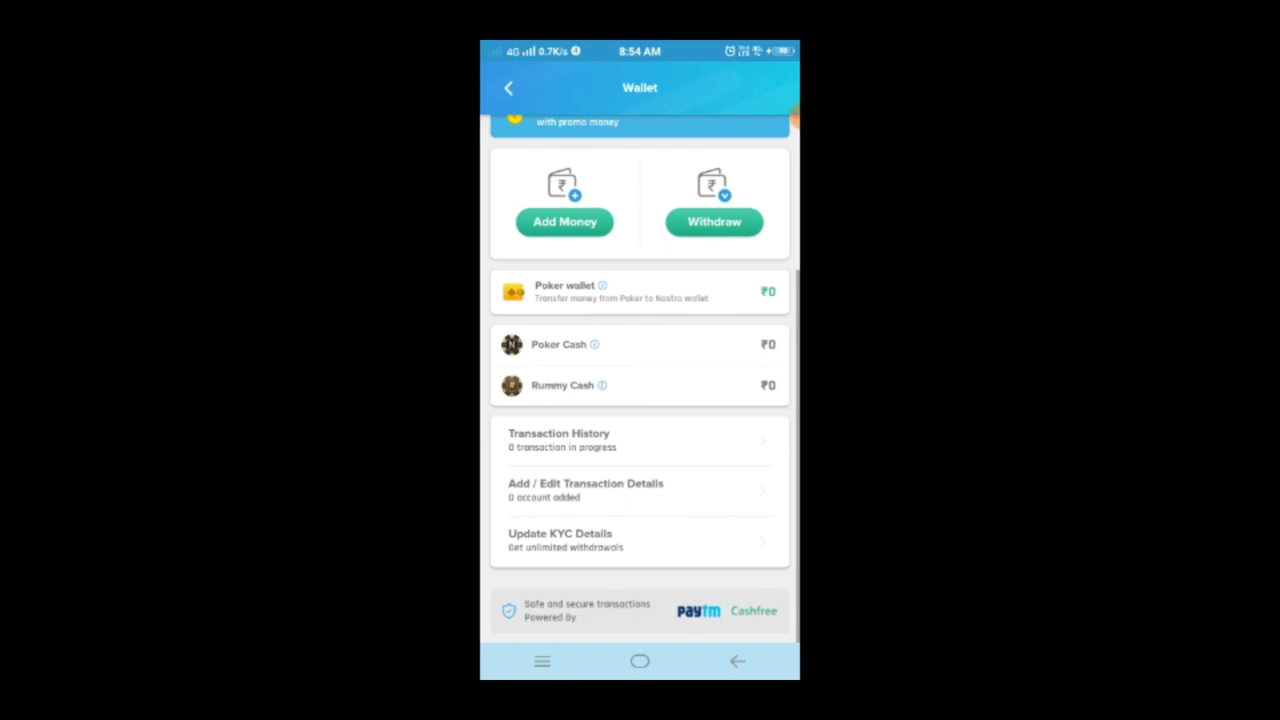 4G 0.7K/s 8:54 AM
Wallet
with promo money
₹ ₹
Add Money Withdraw
Poker wallet
Transfer money from Poker to Nostra wallet
₹0
Poker Cash ₹0
Rummy Cash ₹0
Transaction History
0 transaction in progress
Add / Edit Transaction Details
0 account added
Update KYC Details
Get unlimited withdrawals
Safe and secure transactions
Powered By
paytm Cashfree